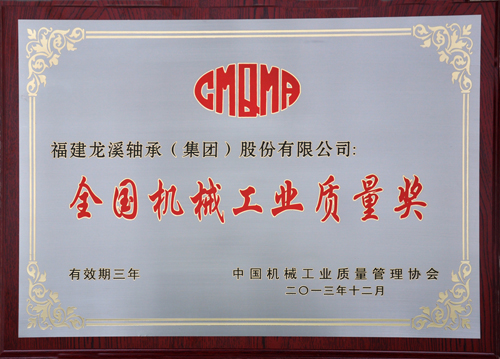 CMQMA
福建龙溪轴承（集团）股份有限公司:
全国机械工业质量奖
有效期三年
中国机械工业质量管理协会
二〇一三年十二月